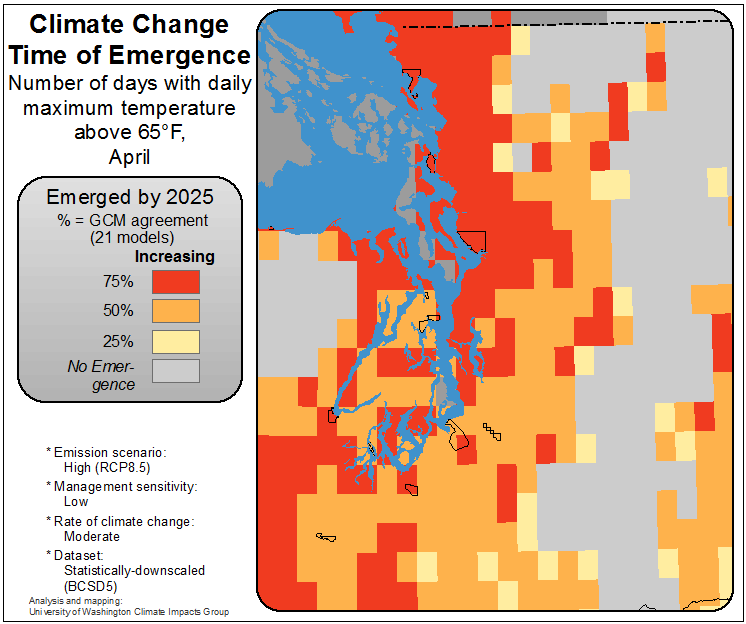 Climate Change
Time of Emergence
Number of days with daily
maximum temperature
above 65°F,
April
Emerged by 2025
% = GCM agreement
(21 models)
Increasing
75%
50%
25%
No Emer-
gence
* Emission scenario:
High (RCP8.5)
* Management sensitivity:
Low
* Rate of climate change:
Moderate
* Dataset:
Statistically-downscaled
(BCSD5)
Analysis and mapping:
University of Washington Climate Impacts Group